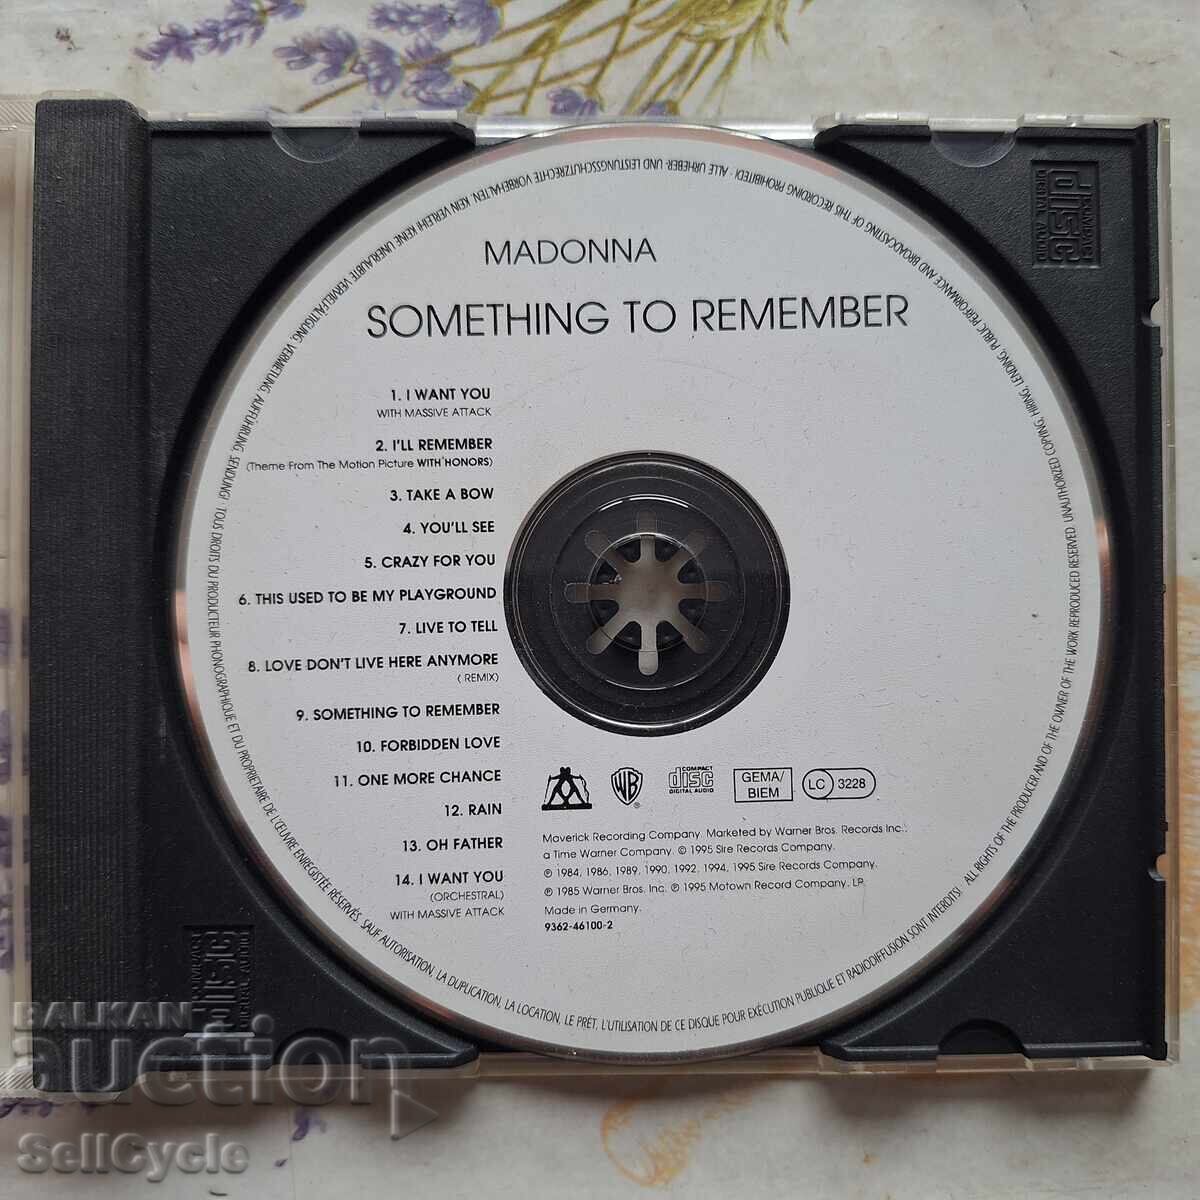 MADONNA
SOMETHING TO REMEMBER
1. I WANT YOU
WITH MASSIVE ATTACK
2. I'LL REMEMBER
(Theme From The Motion Picture WITH HONORS)
3. TAKE A BOW
4. YOU'LL SEE
5. CRAZY FOR YOU
6. THIS USED TO BE MY PLAYGROUND
7. LIVE TO TELL
8. LOVE DON'T LIVE HERE ANYMORE
( REMIX)
9. SOMETHING TO REMEMBER
10. FORBIDDEN LOVE
11. ONE MORE CHANCE
12. RAIN
13. OH FATHER
14. I WANT YOU
(ORCHESTRAL)
WITH MASSIVE ATTACK
WB
COMPACT
disc
DIGITAL AUDIO
GEMA/
BIEM
LC 3228
Maverick Recording Company. Marketed by Warner Bros. Records Inc.,
a Time Warner Company. © 1995 Sire Records Company.
℗ 1984, 1986, 1989, 1990, 1992, 1994, 1995 Sire Records Company.
℗ 1985 Warner Bros. Inc. ℗ 1995 Motown Record Company, LP.
Made in Germany.
9362-46100-2
ALL RIGHTS OF THE PRODUCER AND OF THE OWNER OF THE WORK REPRODUCED RESERVED. UNAUTHORIZED COPYING, HIRING, LENDING, PUBLIC PERFORMANCE AND BROADCASTING OF THIS RECORDING PROHIBITED! · ALLE URHEBER- UND LEISTUNGSSCHUTZRECHTE VORBEHALTEN. KEIN VERLEIH! KEINE UNERLAUBTE VERVIELFÄLTIGUNG, VERMIETUNG, AUFFÜHRUNG, SENDUNG! · TOUS DROITS DU PRODUCTEUR PHONOGRAPHIQUE ET DU PROPRIETAIRE DE L'ŒUVRE ENREGISTRÉE RÉSERVÉS. SAUF AUTORISATION, LA DUPLICATION, LA LOCATION, LE PRÊT, L'UTILISATION DE CE DISQUE POUR EXÉCUTION PUBLIQUE ET RADIODIFFUSION SONT INTERDITS!
COMPACT
disc
DIGITAL AUDIO
COMPACT
disc
DIGITAL AUDIO
BALKAN
auction
SellCycle